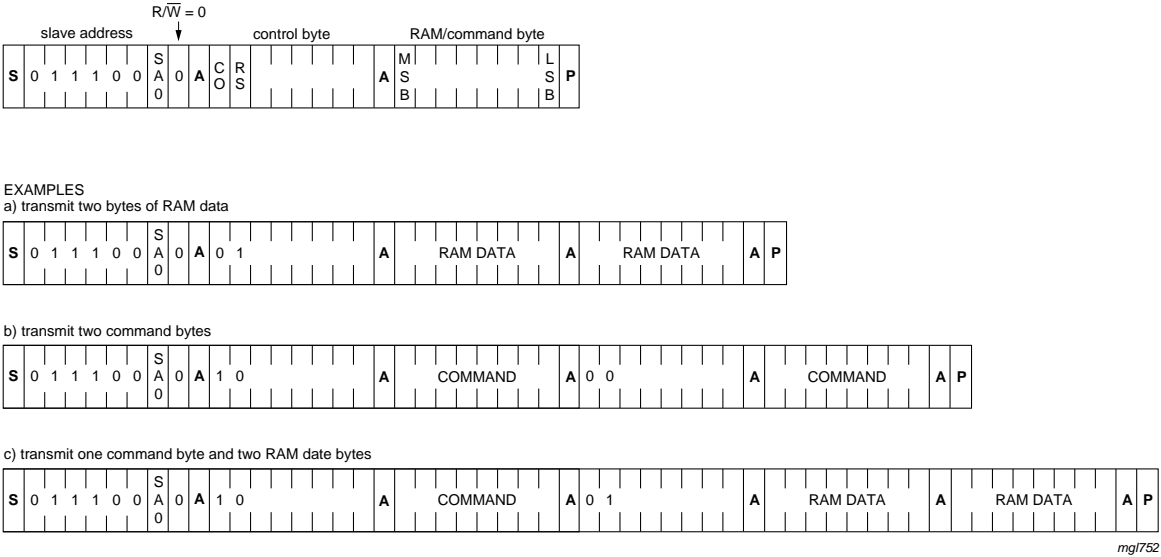 R/W = 0
slave address control byte RAM/command byte
S 0 1 1 1 0 0 SA0 0 A CO RS A MSB LSB P
EXAMPLES
a) transmit two bytes of RAM data
S 0 1 1 1 0 0 SA0 0 A 0 1 A RAM DATA A RAM DATA A P
b) transmit two command bytes
S 0 1 1 1 0 0 SA0 0 A 1 0 A COMMAND A 0 0 A COMMAND A P
c) transmit one command byte and two RAM date bytes
S 0 1 1 1 0 0 SA0 0 A 1 0 A COMMAND A 0 1 A RAM DATA A RAM DATA A P
mgl752